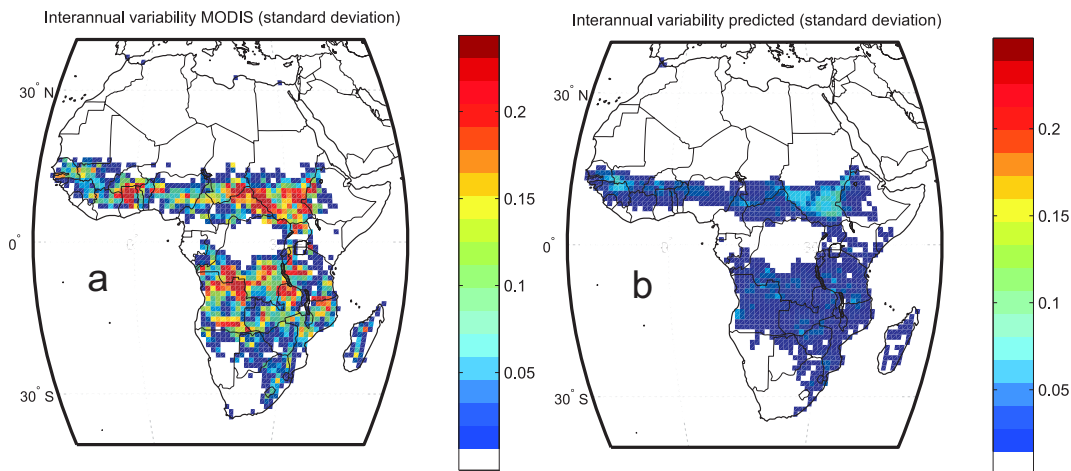 Interannual variability MODIS (standard deviation)
30° N
0°
30° S
a
0.2
0.15
0.1
0.05
Interannual variability predicted (standard deviation)
30° N
0°
30° S
b
0.2
0.15
0.1
0.05